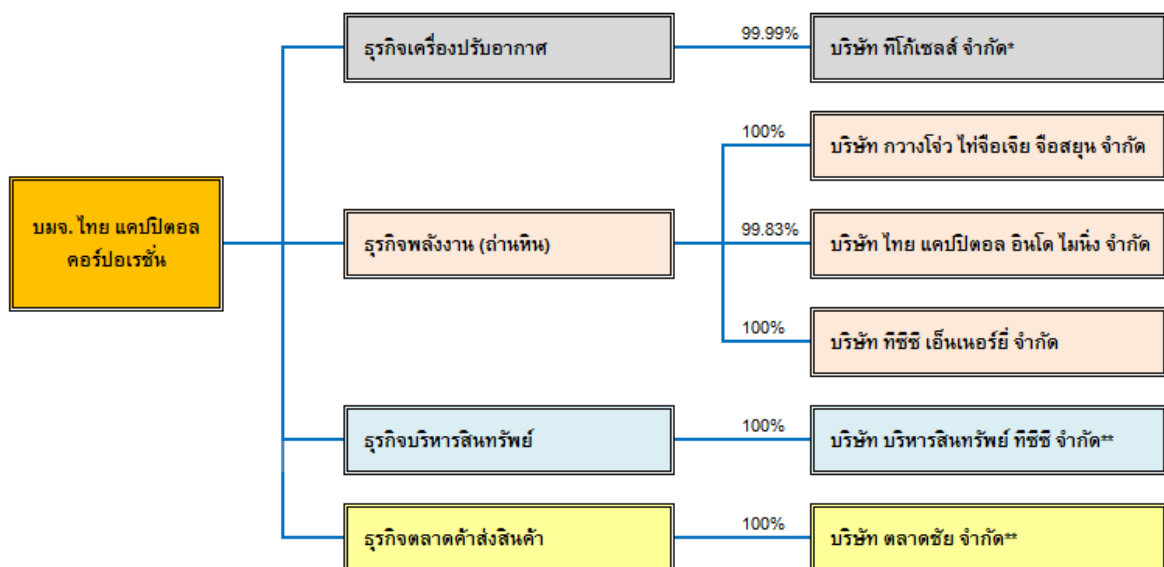 ธุรกิจเครื่องปรับอากาศ
99.99%
บริษัท ทีโก้เซลส์ จำกัด*
100%
บริษัท กวางโจ่ว ไท่จือเจีย จือสยุน จำกัด
บมจ. ไทย แคปปิตอล
คอร์ปอเรชั่น
ธุรกิจพลังงาน (ถ่านหิน)
99.83%
บริษัท ไทย แคปปิตอล อินโด ไมนิ่ง จำกัด
100%
บริษัท ทีซีซี เอ็นเนอร์ยี่ จำกัด
ธุรกิจบริหารสินทรัพย์
100%
บริษัท บริหารสินทรัพย์ ทีซีซี จำกัด**
ธุรกิจตลาดค้าส่งสินค้า
100%
บริษัท ตลาดชัย จำกัด**